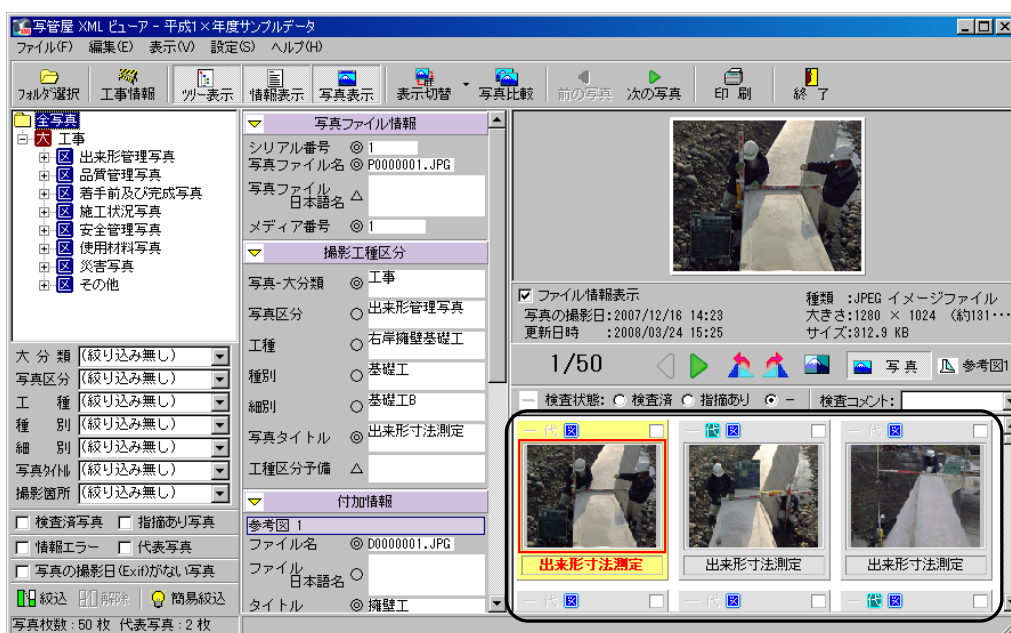 写管屋 XML ビューア - 平成1×年度サンプルデータ
ファイル(F) 編集(E) 表示(V) 設定(S) ヘルプ(H)
フォルダ選択 工事情報 ツリー表示 情報表示 写真表示 表示切替 写真比較 前の写真 次の写真 印 刷 終 了
全写真
大 工事
区 出来形管理写真
区 品質管理写真
区 着手前及び完成写真
区 施工状況写真
区 安全管理写真
区 使用材料写真
区 災害写真
区 その他
大 分 類 (絞り込み無し)
写真区分 (絞り込み無し)
工 種 (絞り込み無し)
種 別 (絞り込み無し)
細 別 (絞り込み無し)
写真タイトル (絞り込み無し)
撮影箇所 (絞り込み無し)
検査済写真 指摘あり写真
情報エラー 代表写真
写真の撮影日(Exif)がない写真
絞込 解除 簡易絞込
写真枚数 : 50 枚 代表写真 : 2 枚
写真ファイル情報
シリアル番号 ◎ 1
写真ファイル名 ◎ P0000001.JPG
写真ファイル
日本語名 △
メディア番号 ◎ 1
撮影工種区分
写真-大分類 ◎ 工事
写真区分 ○ 出来形管理写真
工種 ○ 右岸擁壁基礎工
種別 ○ 基礎工
細別 ○ 基礎工B
写真タイトル ◎ 出来形寸法測定
工種区分予備 △
付加情報
参考図 1
ファイル名 ◎ D0000001.JPG
ファイル
日本語名 ○
タイトル ◎ 擁壁工
ファイル情報表示
写真の撮影日:2007/12/16 14:23
更新日時 :2008/03/24 15:25
種類 :JPEG イメージファイル
大きさ:1280 × 1024 (約131…
サイズ:312.9 KB
1/50 写 真 参考図1
検査状態: 検査済 指摘あり − 検査コメント:
− 代 図
− 代 図
− 代 図
出来形寸法測定
出来形寸法測定
出来形寸法測定
− 代 図
− 代 図
− 代 図